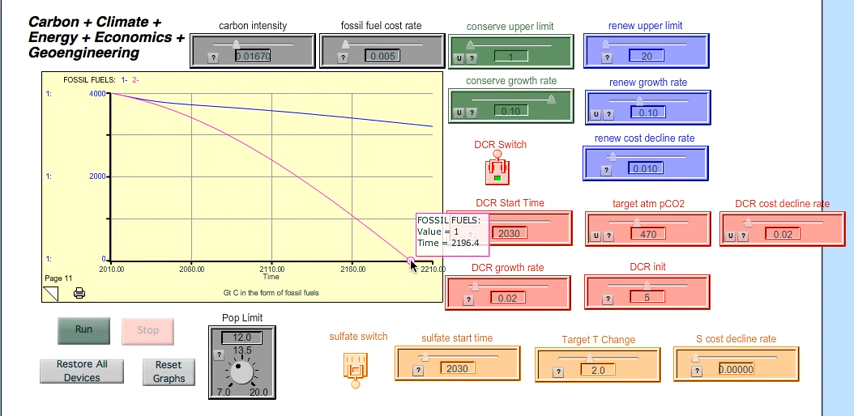 Carbon + Climate +
Energy + Economics +
Geoengineering
carbon intensity
? 0.01670
fossil fuel cost rate
? 0.005
conserve upper limit
U ? 1
renew upper limit
U ? 20
conserve growth rate
U ? 0.10
renew growth rate
U ? 0.10
renew cost decline rate
? 0.010
FOSSIL FUELS: 1- 2-
1: 4000
1: 2000
1: 0
2010.00 2060.00 2110.00 2160.00 2210.00
Time
Page 11
Gt C in the form of fossil fuels
FOSSIL FUELS:
Value = 1
Time = 2196.4
DCR Switch
DCR Start Time
2030
target atm pCO2
U ? 470
DCR cost decline rate
U ? 0.02
DCR growth rate
? 0.02
DCR init
? 5
Run
Stop
Restore All
Devices
Reset
Graphs
Pop Limit
12.0
? 13.5
7.0 20.0
sulfate switch
sulfate start time
? 2030
Target T Change
? 2.0
S cost decline rate
? 0.00000